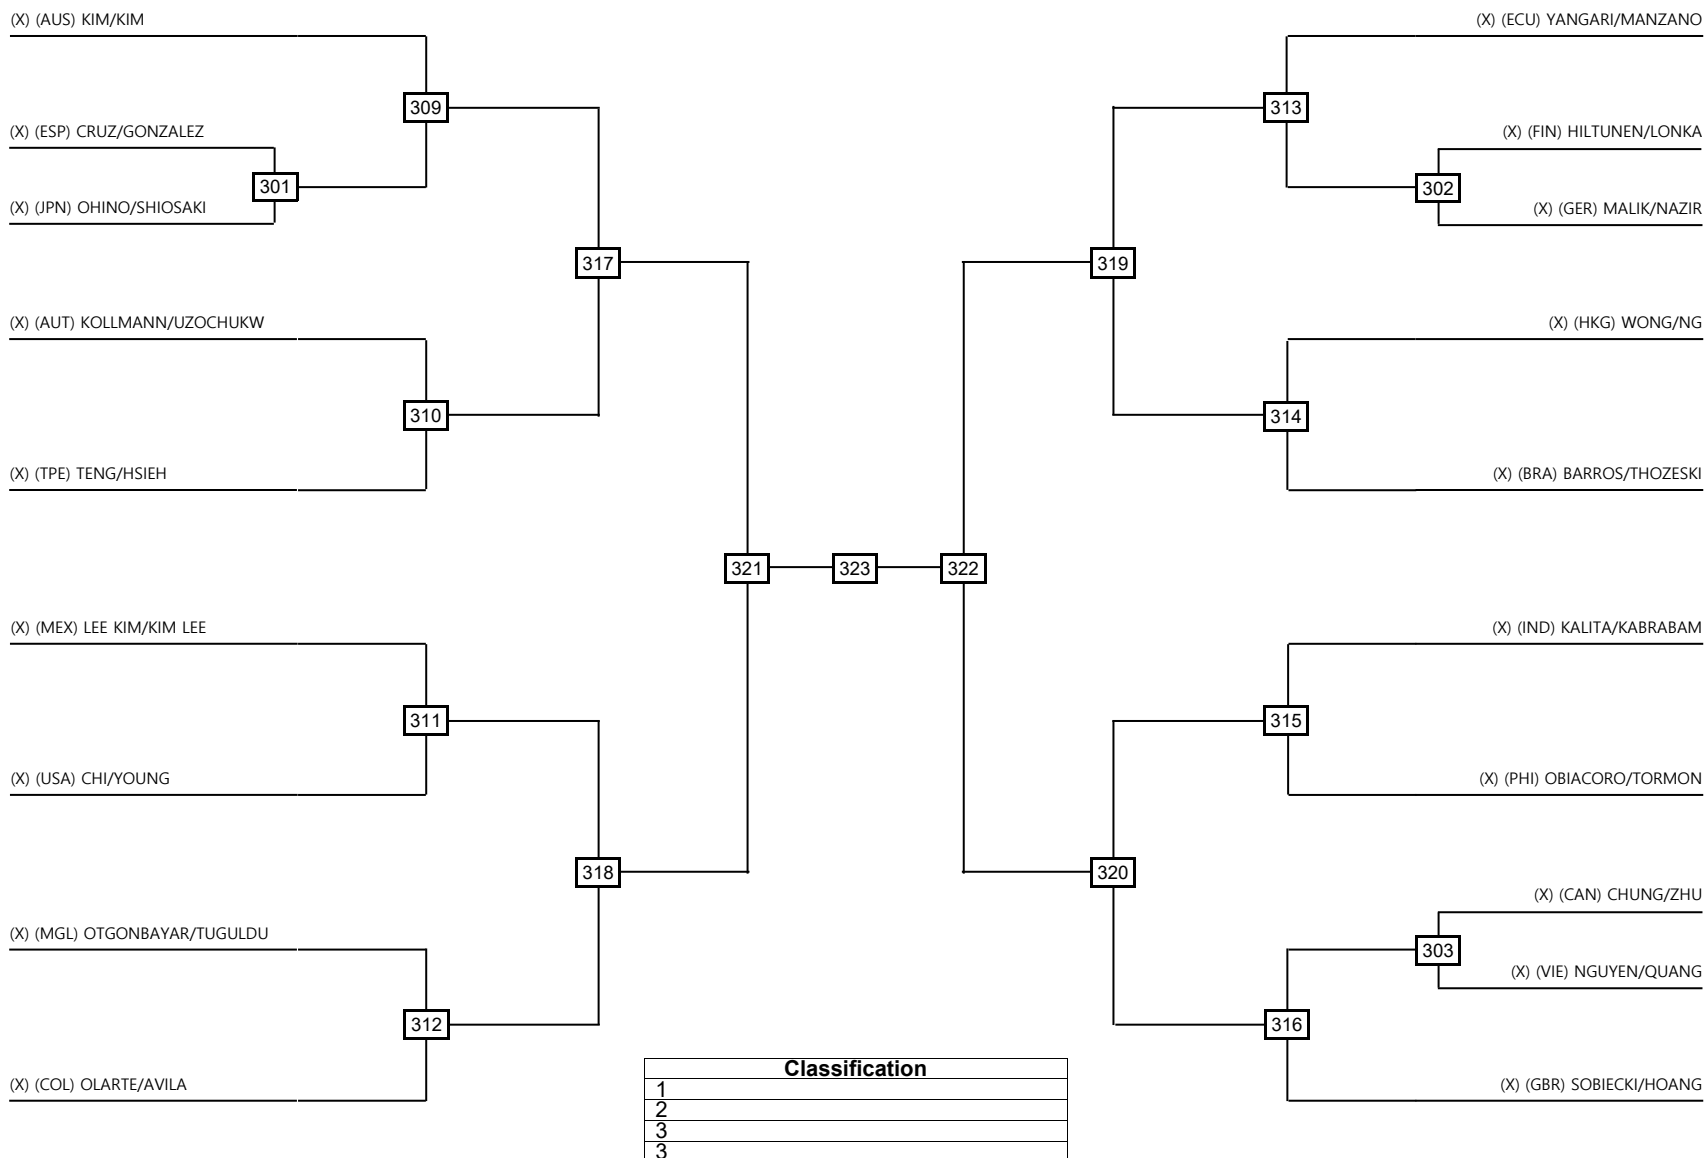 (X) (AUS) KIM/KIM
(X) (ECU) YANGARI/MANZANO
309
313
(X) (ESP) CRUZ/GONZALEZ
(X) (FIN) HILTUNEN/LONKA
301
302
(X) (JPN) OHINO/SHIOSAKI
(X) (GER) MALIK/NAZIR
317
319
(X) (AUT) KOLLMANN/UZOCHUKW
(X) (HKG) WONG/NG
310
314
(X) (TPE) TENG/HSIEH
(X) (BRA) BARROS/THOZESKI
321
323
322
(X) (MEX) LEE KIM/KIM LEE
(X) (IND) KALITA/KABRABAM
311
315
(X) (USA) CHI/YOUNG
(X) (PHI) OBIACORO/TORMON
318
320
(X) (CAN) CHUNG/ZHU
(X) (MGL) OTGONBAYAR/TUGULDU
303
(X) (VIE) NGUYEN/QUANG
312
316
(X) (COL) OLARTE/AVILA
(X) (GBR) SOBIECKI/HOANG
Classification
1
2
3
3